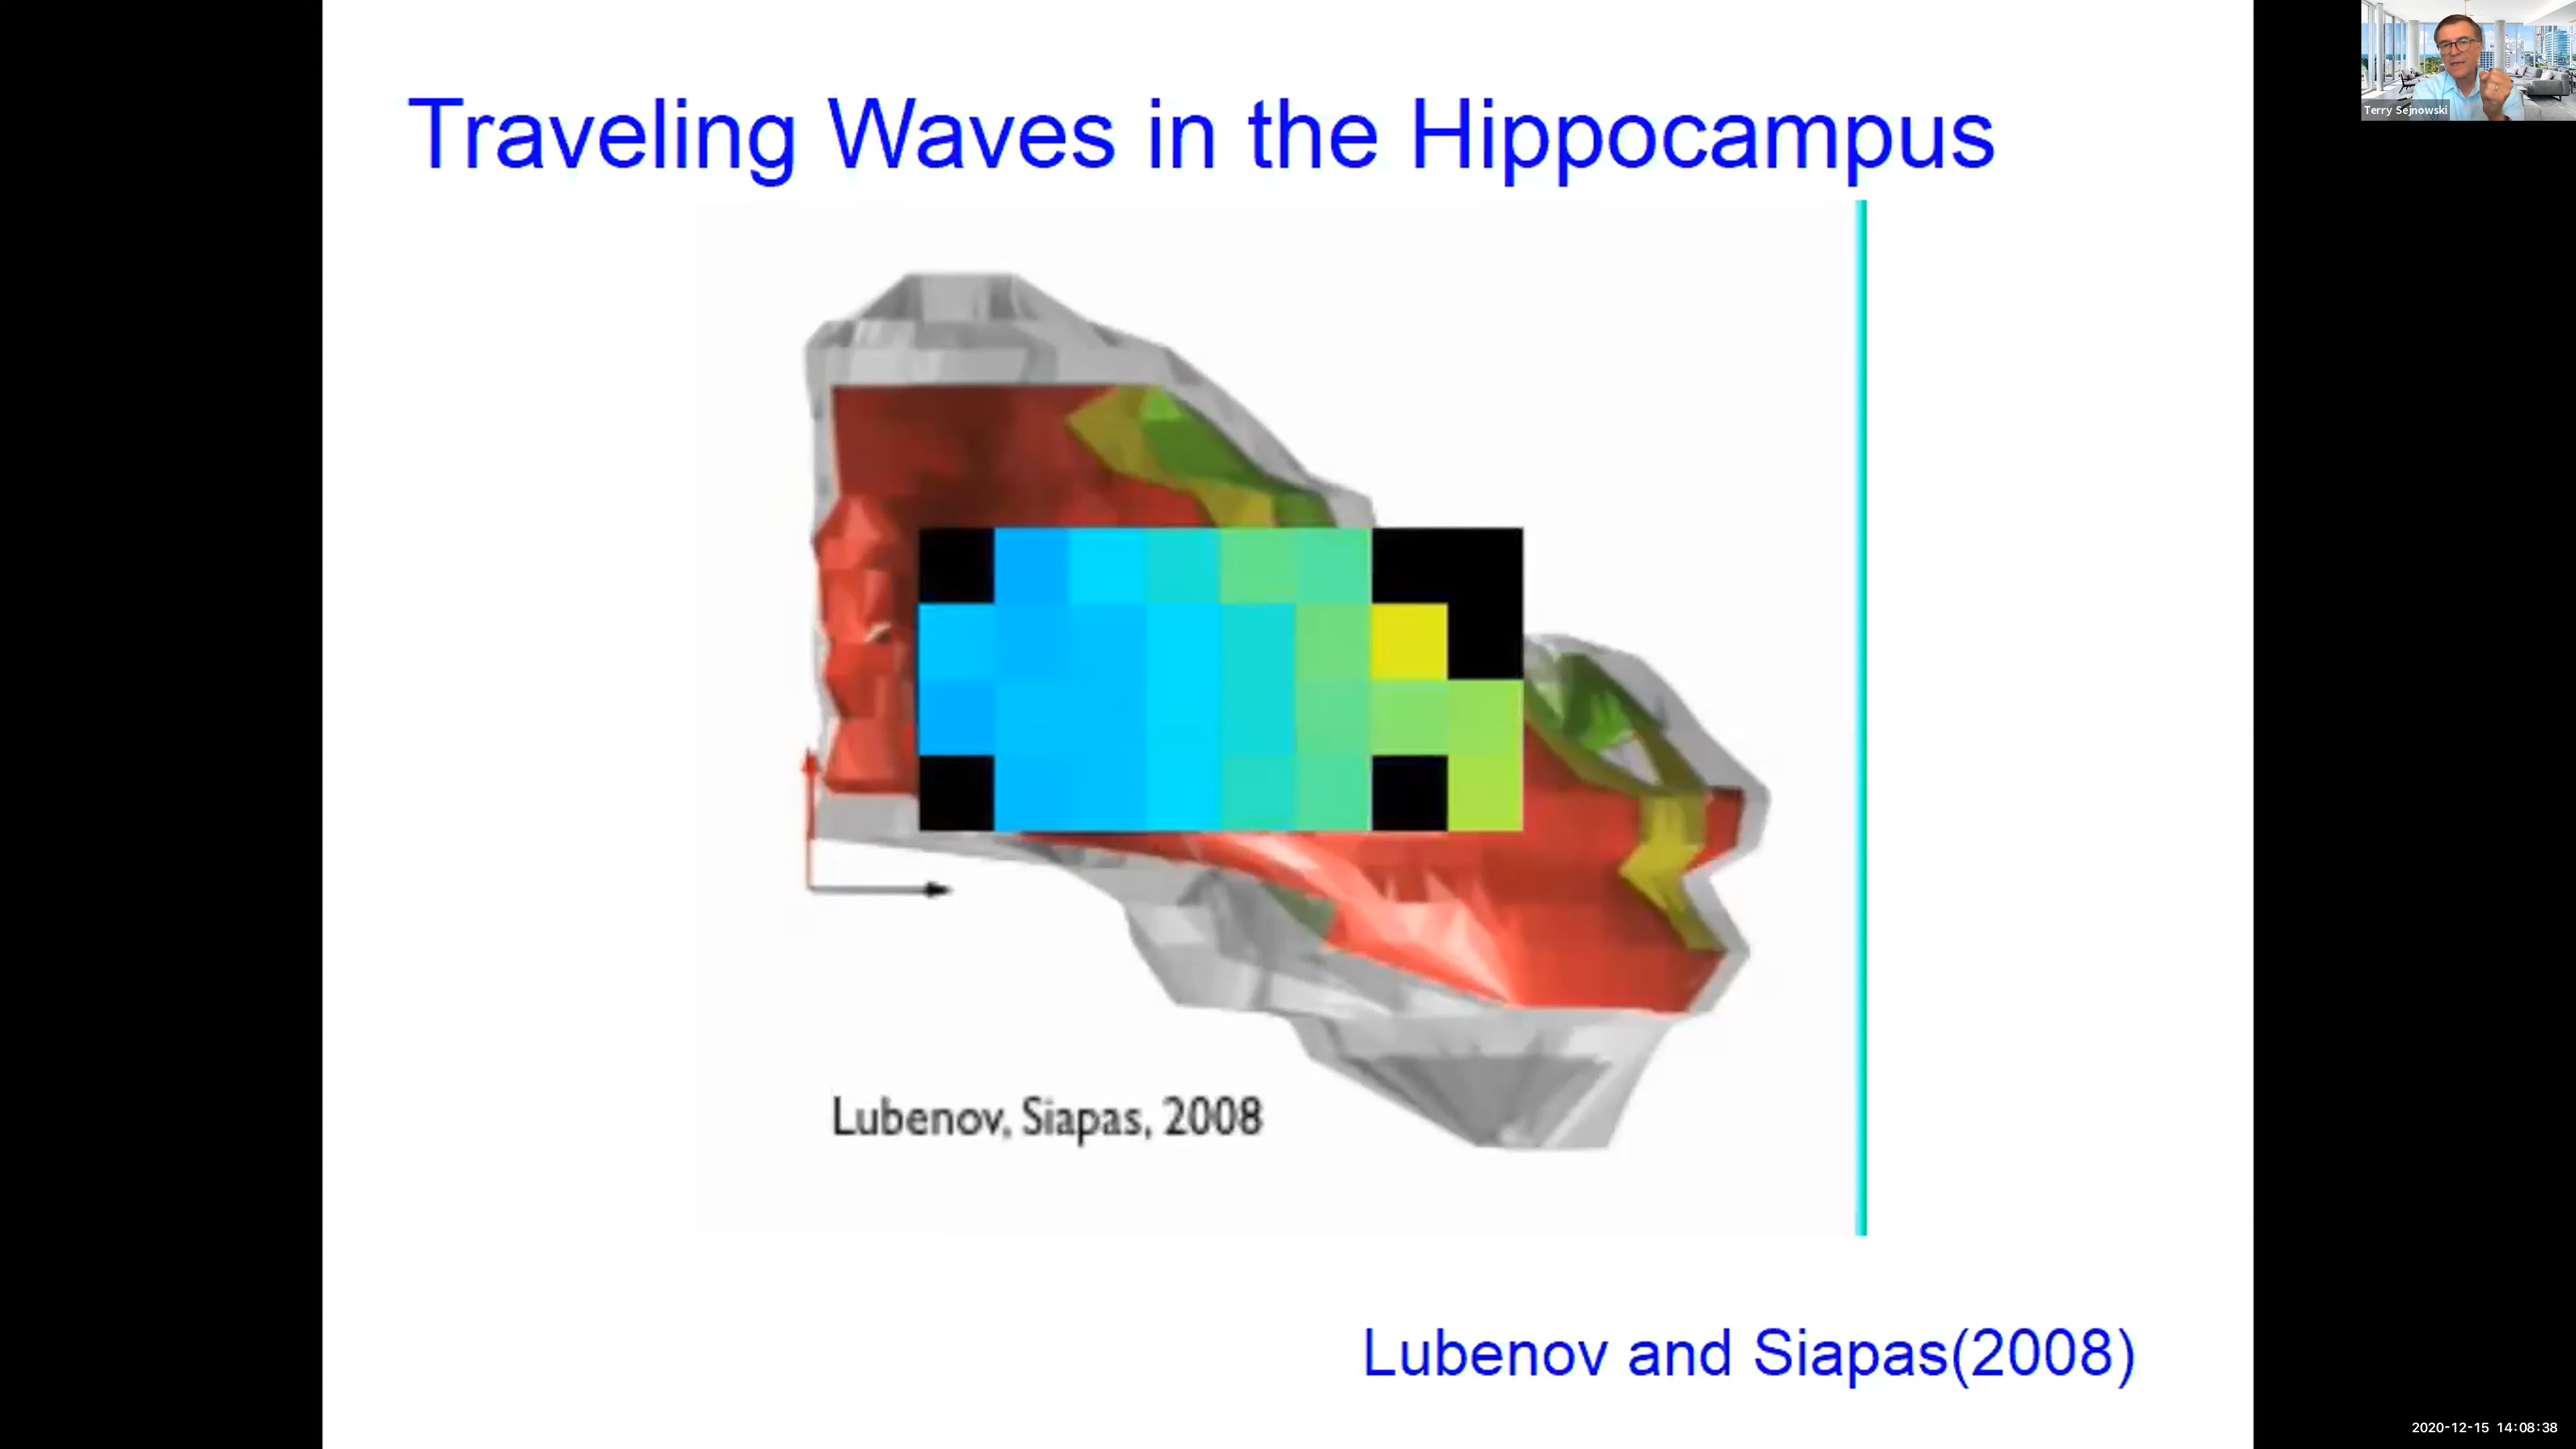 Terry Sejnowski
Traveling Waves in the Hippocampus
Lubenov, Siapas, 2008
Lubenov and Siapas(2008)
2020-12-15 14:08:38